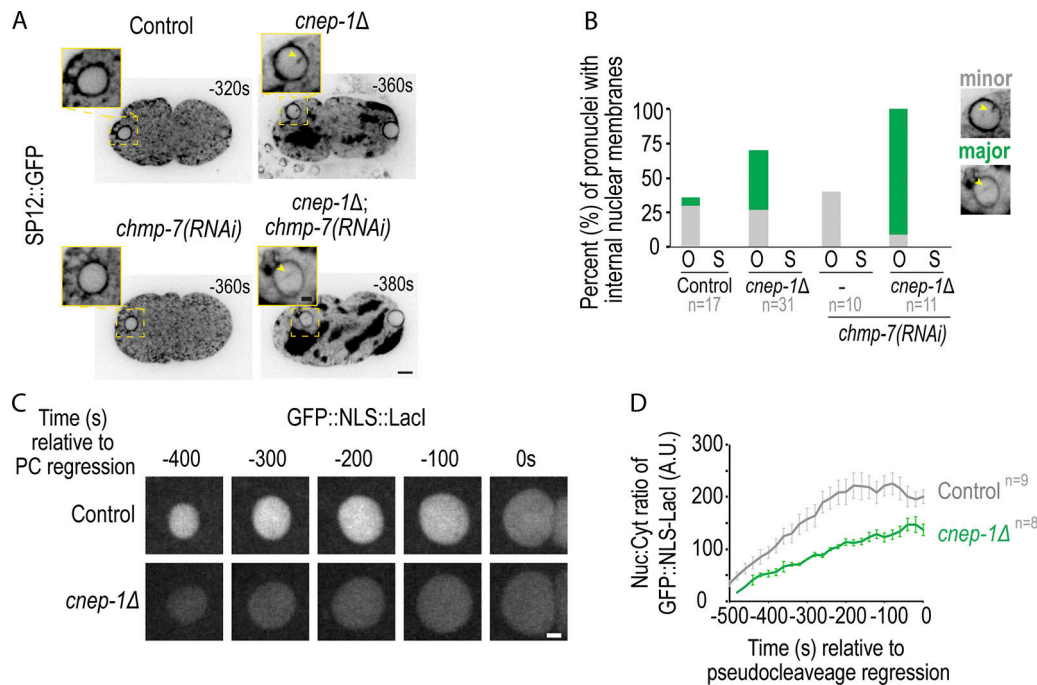 A
Control
cnep-1Δ
-320s
-360s
SP12::GFP
chmp-7(RNAi)
cnep-1Δ;
chmp-7(RNAi)
-360s
-380s
B
Percent (%) of pronuclei with
internal nuclear membranes
100
75
50
25
0
O S O S O S O S
Control cnep-1Δ - cnep-1Δ
n=17 n=31 n=10 n=11
chmp-7(RNAi)
minor
major
C
Time (s)
relative to
PC regression
GFP::NLS::LacI
-400 -300 -200 -100 0s
Control
cnep-1Δ
D
Nuc:Cyt ratio of
GFP::NLS-LacI (A.U.)
300
200
100
0
-500 -400 -300 -200 -100 0
Control n=9
cnep-1Δ n=8
Time (s) relative to
pseudocleaveage regression